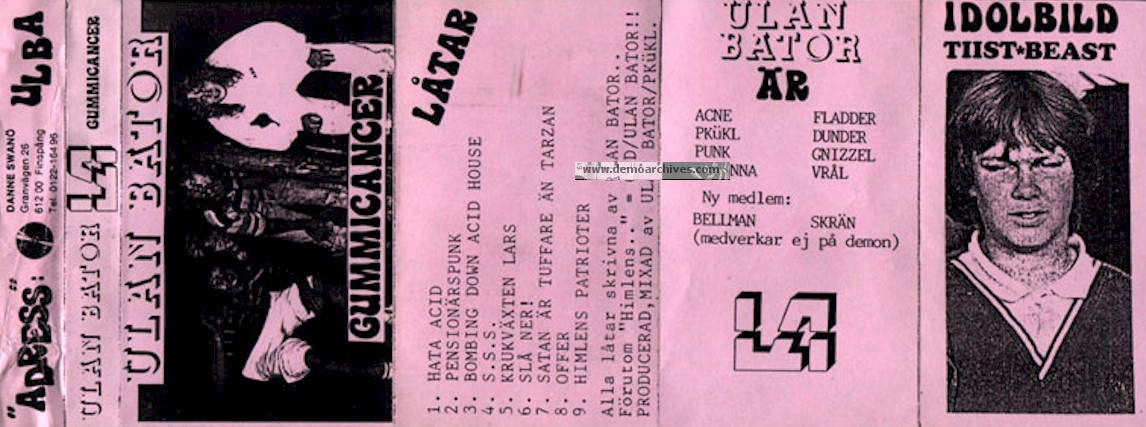 "ADRESS":
DANNE SWANÖ
Granvägen 26
612 00 Finspång
Tel. 0122-164 96
ULBA
ULAN BATOR
GUMMICANCER
ULAN BATOR
GUMMICANCER
LÅTAR
1. HATA ACID
2. PENSIONÄRSPUNK
3. BOMBING DOWN ACID HOUSE
4. S.S.S.
5. KRUKVÄXTEN LARS
6. SLÅ NER!
7. SATAN ÄR TUFFARE ÄN TARZAN
8. OFFER
9. HIMLENS PATRIOTER
Alla låtar skrivna av BATOR..
Förutom "Himlens.." = /ULAN BATOR!!
PRODUCERAD,MIXAD av BATOR/PKÜKL.
www.demoarchives.com
ULAN
BATOR
ÄR
ACNE FLADDER
PKüKL DUNDER
PUNK GNIZZEL
VRÅL
Ny medlem:
BELLMAN SKRÄN
(medverkar ej på demon)
IDOLBILD
TIIST*BEAST